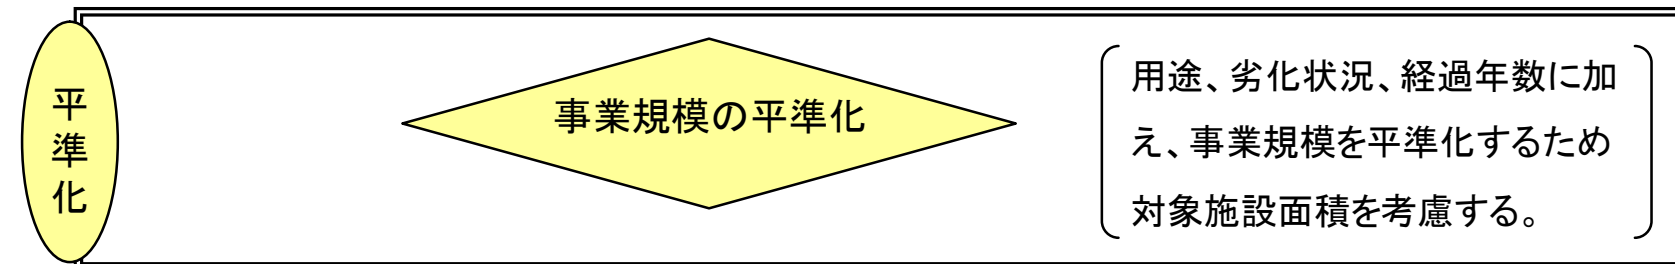 平準化
事業規模の平準化
用途、劣化状況、経過年数に加
え、事業規模を平準化するため
対象施設面積を考慮する。